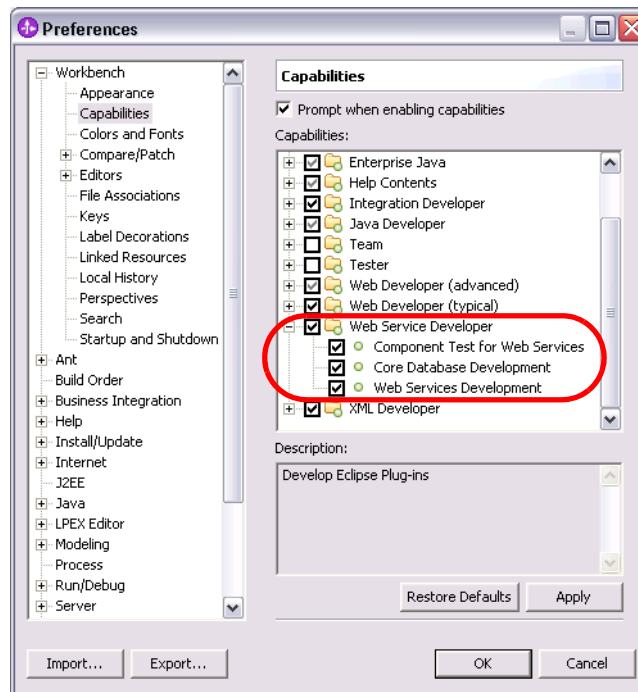 Preferences
Workbench
Appearance
Capabilities
Colors and Fonts
Compare/Patch
Editors
File Associations
Keys
Label Decorations
Linked Resources
Local History
Perspectives
Search
Startup and Shutdown
Ant
Build Order
Business Integration
Help
Install/Update
Internet
J2EE
Java
LPEX Editor
Modeling
Process
Run/Debug
Server
Capabilities
Prompt when enabling capabilities
Capabilities:
Enterprise Java
Help Contents
Integration Developer
Java Developer
Team
Tester
Web Developer (advanced)
Web Developer (typical)
Web Service Developer
Component Test for Web Services
Core Database Development
Web Services Development
XML Developer
Description:
Develop Eclipse Plug-ins
Restore Defaults
Apply
Import...
Export...
OK
Cancel